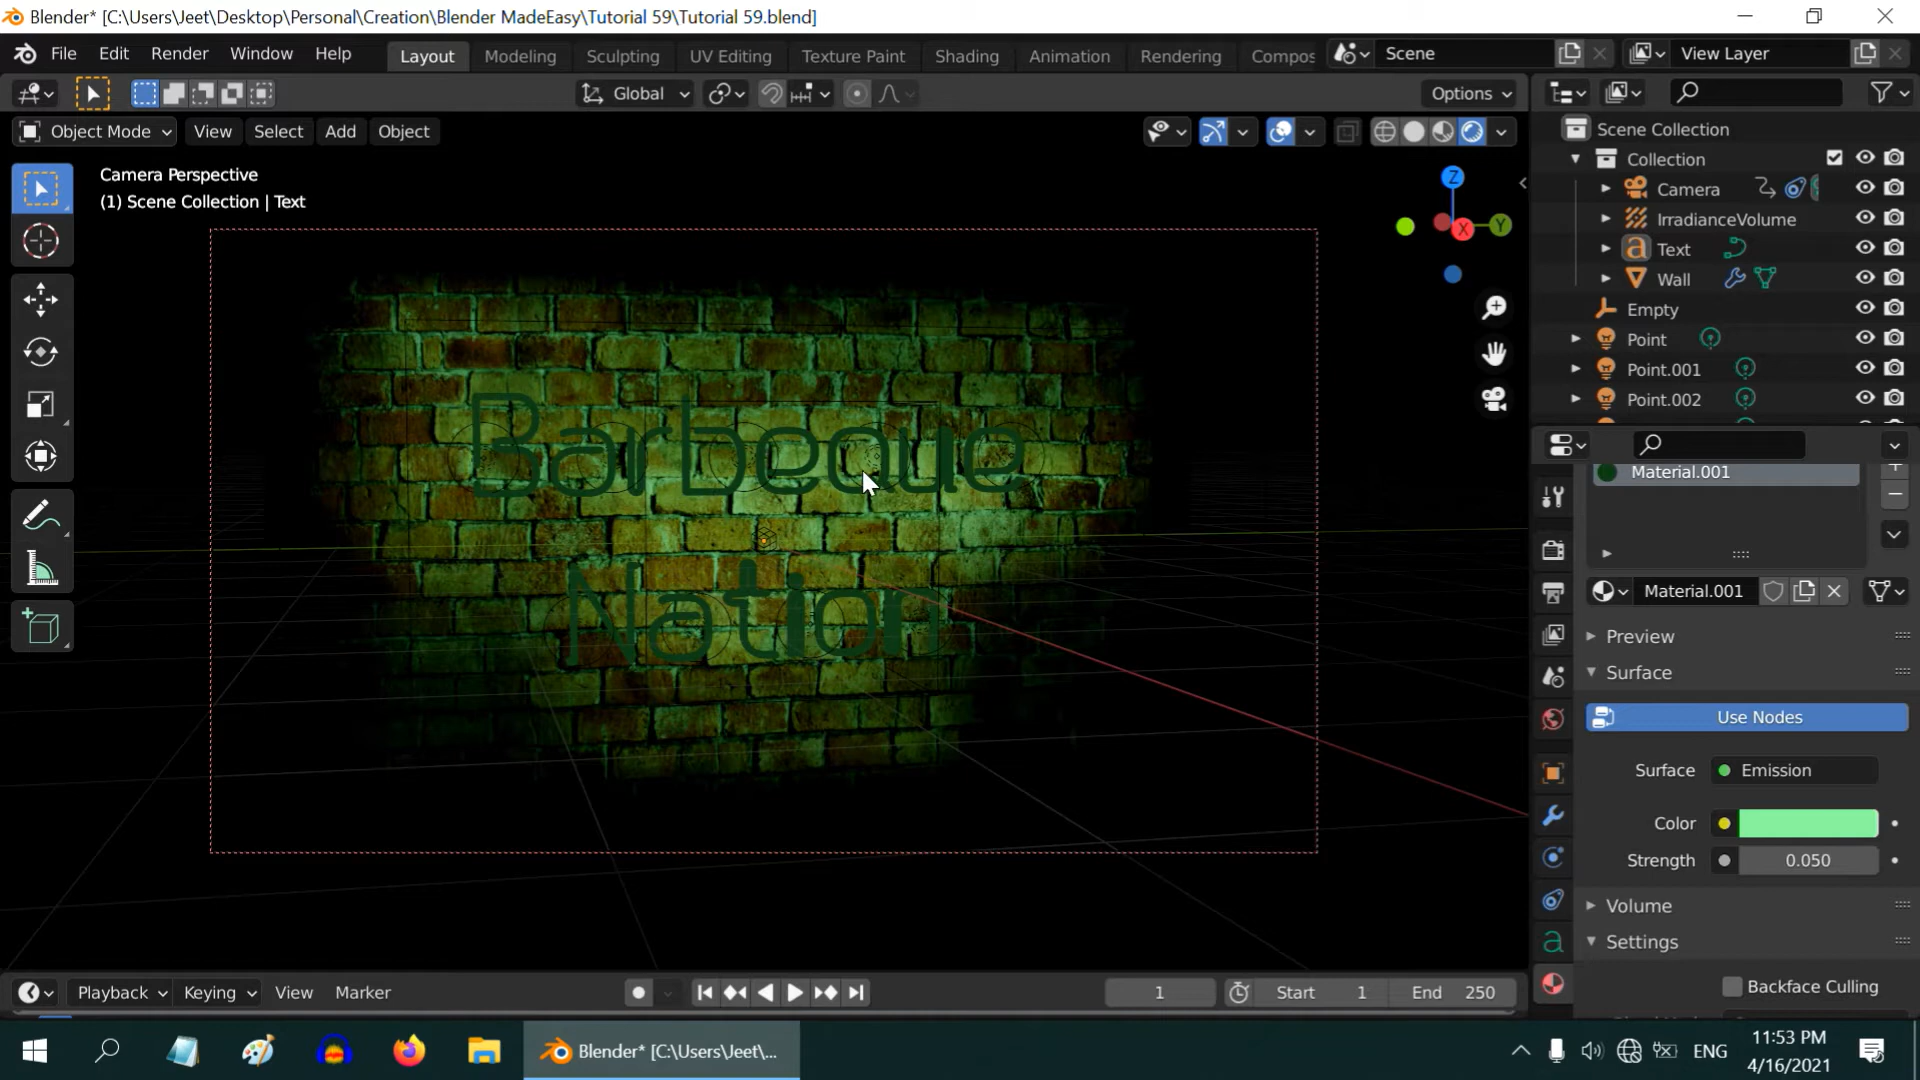 Blender* [C:\Users\Jeet\Desktop\Personal\Creation\Blender MadeEasy\Tutorial 59\Tutorial 59.blend]
File Edit Render Window Help Layout Modeling Sculpting UV Editing Texture Paint Shading Animation Rendering Compos Scene View Layer
Global Options
Object Mode View Select Add Object
Camera Perspective
(1) Scene Collection | Text
Z
X
Y
Barbeque
Nation
Scene Collection
Collection
Camera
IrradianceVolume
a Text
Wall
Empty
Point
Point.001
Point.002
Material.001
Material.001
Preview
Surface
Use Nodes
Surface Emission
Color
Strength 0.050
Volume
Settings
Backface Culling
Playback Keying View Marker 1 Start 1 End 250
Blender* [C:\Users\Jeet\... ENG 11:53 PM
4/16/2021